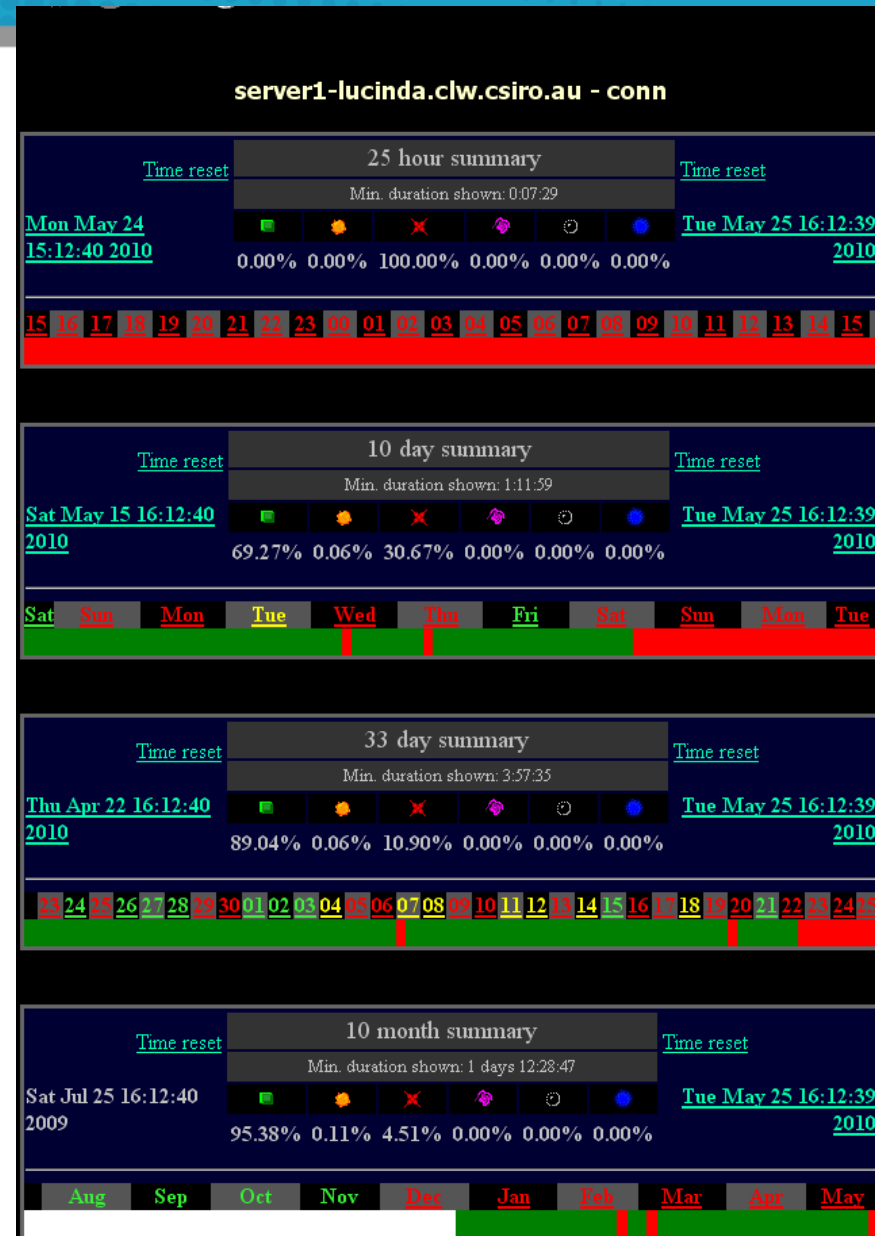 server1-lucinda.clw.csiro.au - conn
Time reset
25 hour summary
Time reset
Min. duration shown: 0:07:29
Mon May 24
15:12:40 2010
Tue May 25 16:12:39
2010
0.00% 0.00% 100.00% 0.00% 0.00% 0.00%
15 16 17 18 19 20 21 22 23 00 01 02 03 04 05 06 07 08 09 10 11 12 13 14 15
Time reset
10 day summary
Time reset
Min. duration shown: 1:11:59
Sat May 15 16:12:40
2010
Tue May 25 16:12:39
2010
69.27% 0.06% 30.67% 0.00% 0.00% 0.00%
Sat Sun Mon Tue Wed Thu Fri Sat Sun Mon Tue
Time reset
33 day summary
Time reset
Min. duration shown: 3:57:35
Thu Apr 22 16:12:40
2010
Tue May 25 16:12:39
2010
89.04% 0.06% 10.90% 0.00% 0.00% 0.00%
23 24 25 26 27 28 29 30 01 02 03 04 05 06 07 08 09 10 11 12 13 14 15 16 17 18 19 20 21 22 23 24 25
Time reset
10 month summary
Time reset
Min. duration shown: 1 days 12:28:47
Sat Jul 25 16:12:40
2009
Tue May 25 16:12:39
2010
95.38% 0.11% 4.51% 0.00% 0.00% 0.00%
Aug Sep Oct Nov Dec Jan Feb Mar Apr May